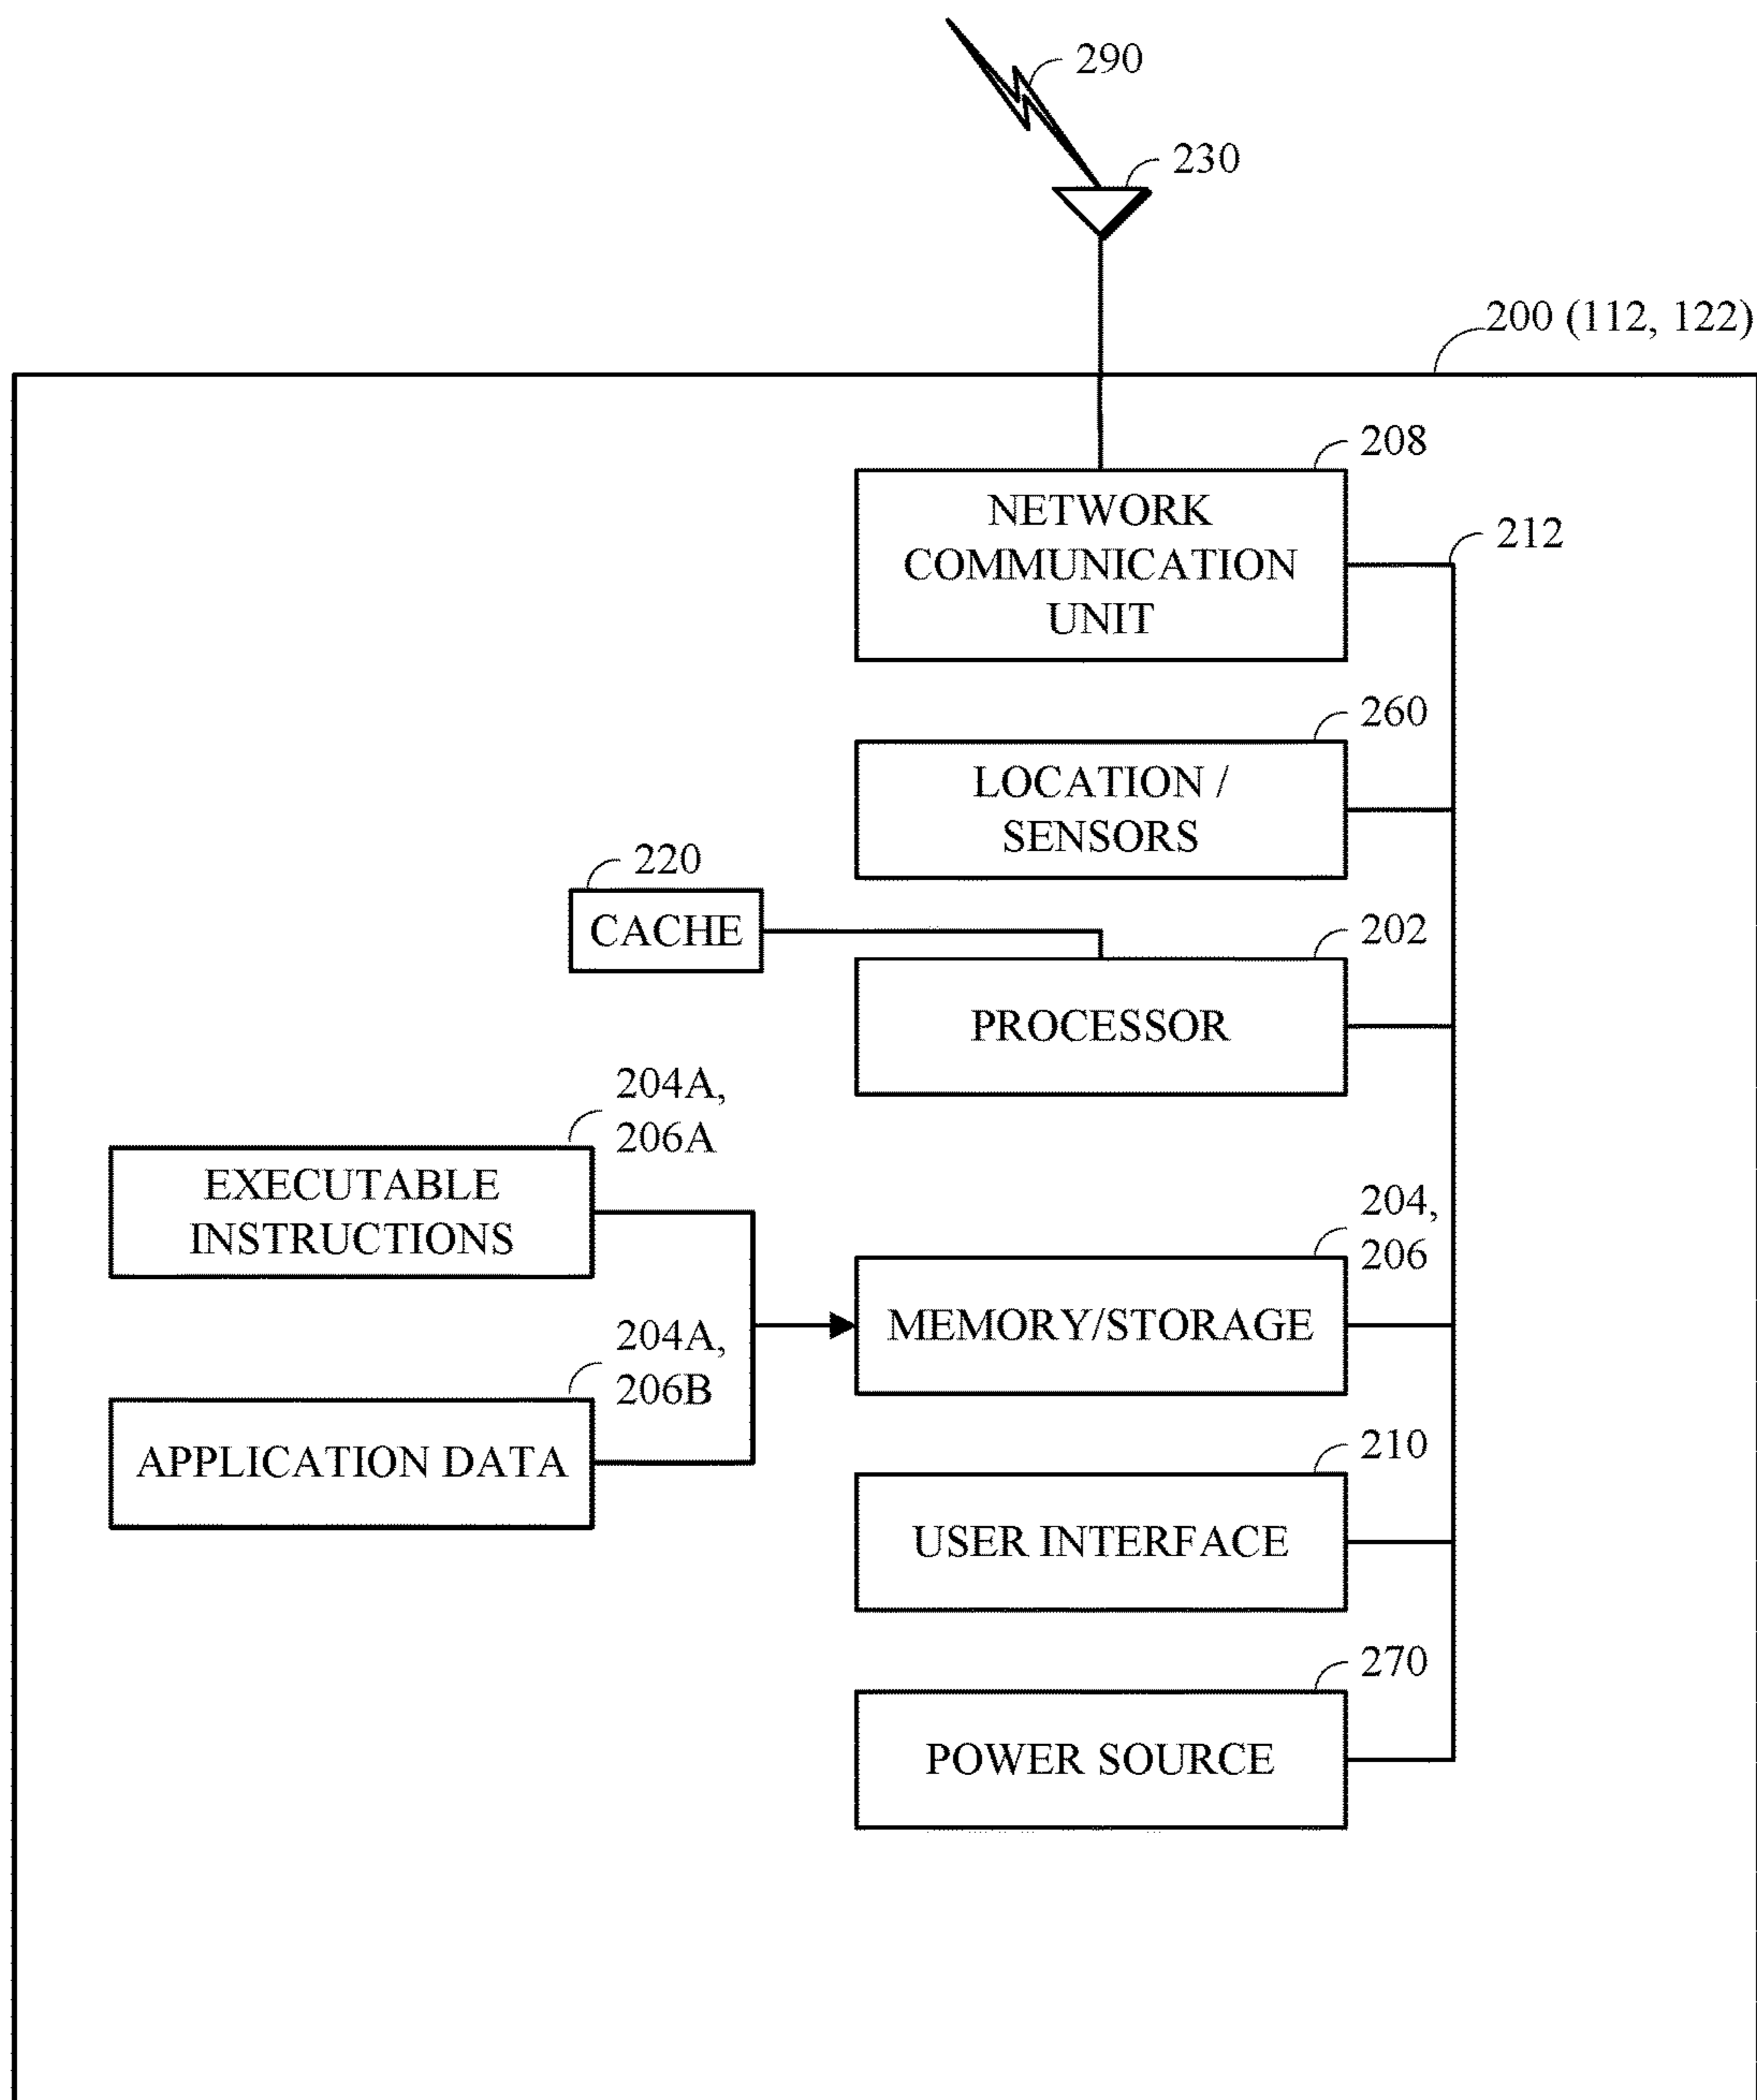 290
230
200 (112, 122)
208
NETWORK
COMMUNICATION
UNIT
212
260
LOCATION /
SENSORS
220
CACHE
202
PROCESSOR
204A,
206A
EXECUTABLE
INSTRUCTIONS
204,
206
MEMORY/STORAGE
204A,
206B
APPLICATION DATA
210
USER INTERFACE
270
POWER SOURCE